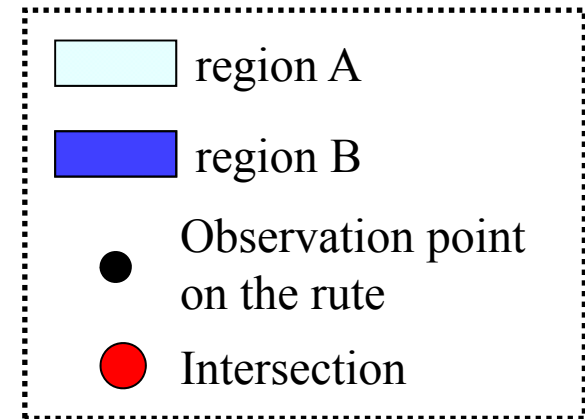 region A
region B
Observation point
on the rute
Intersection